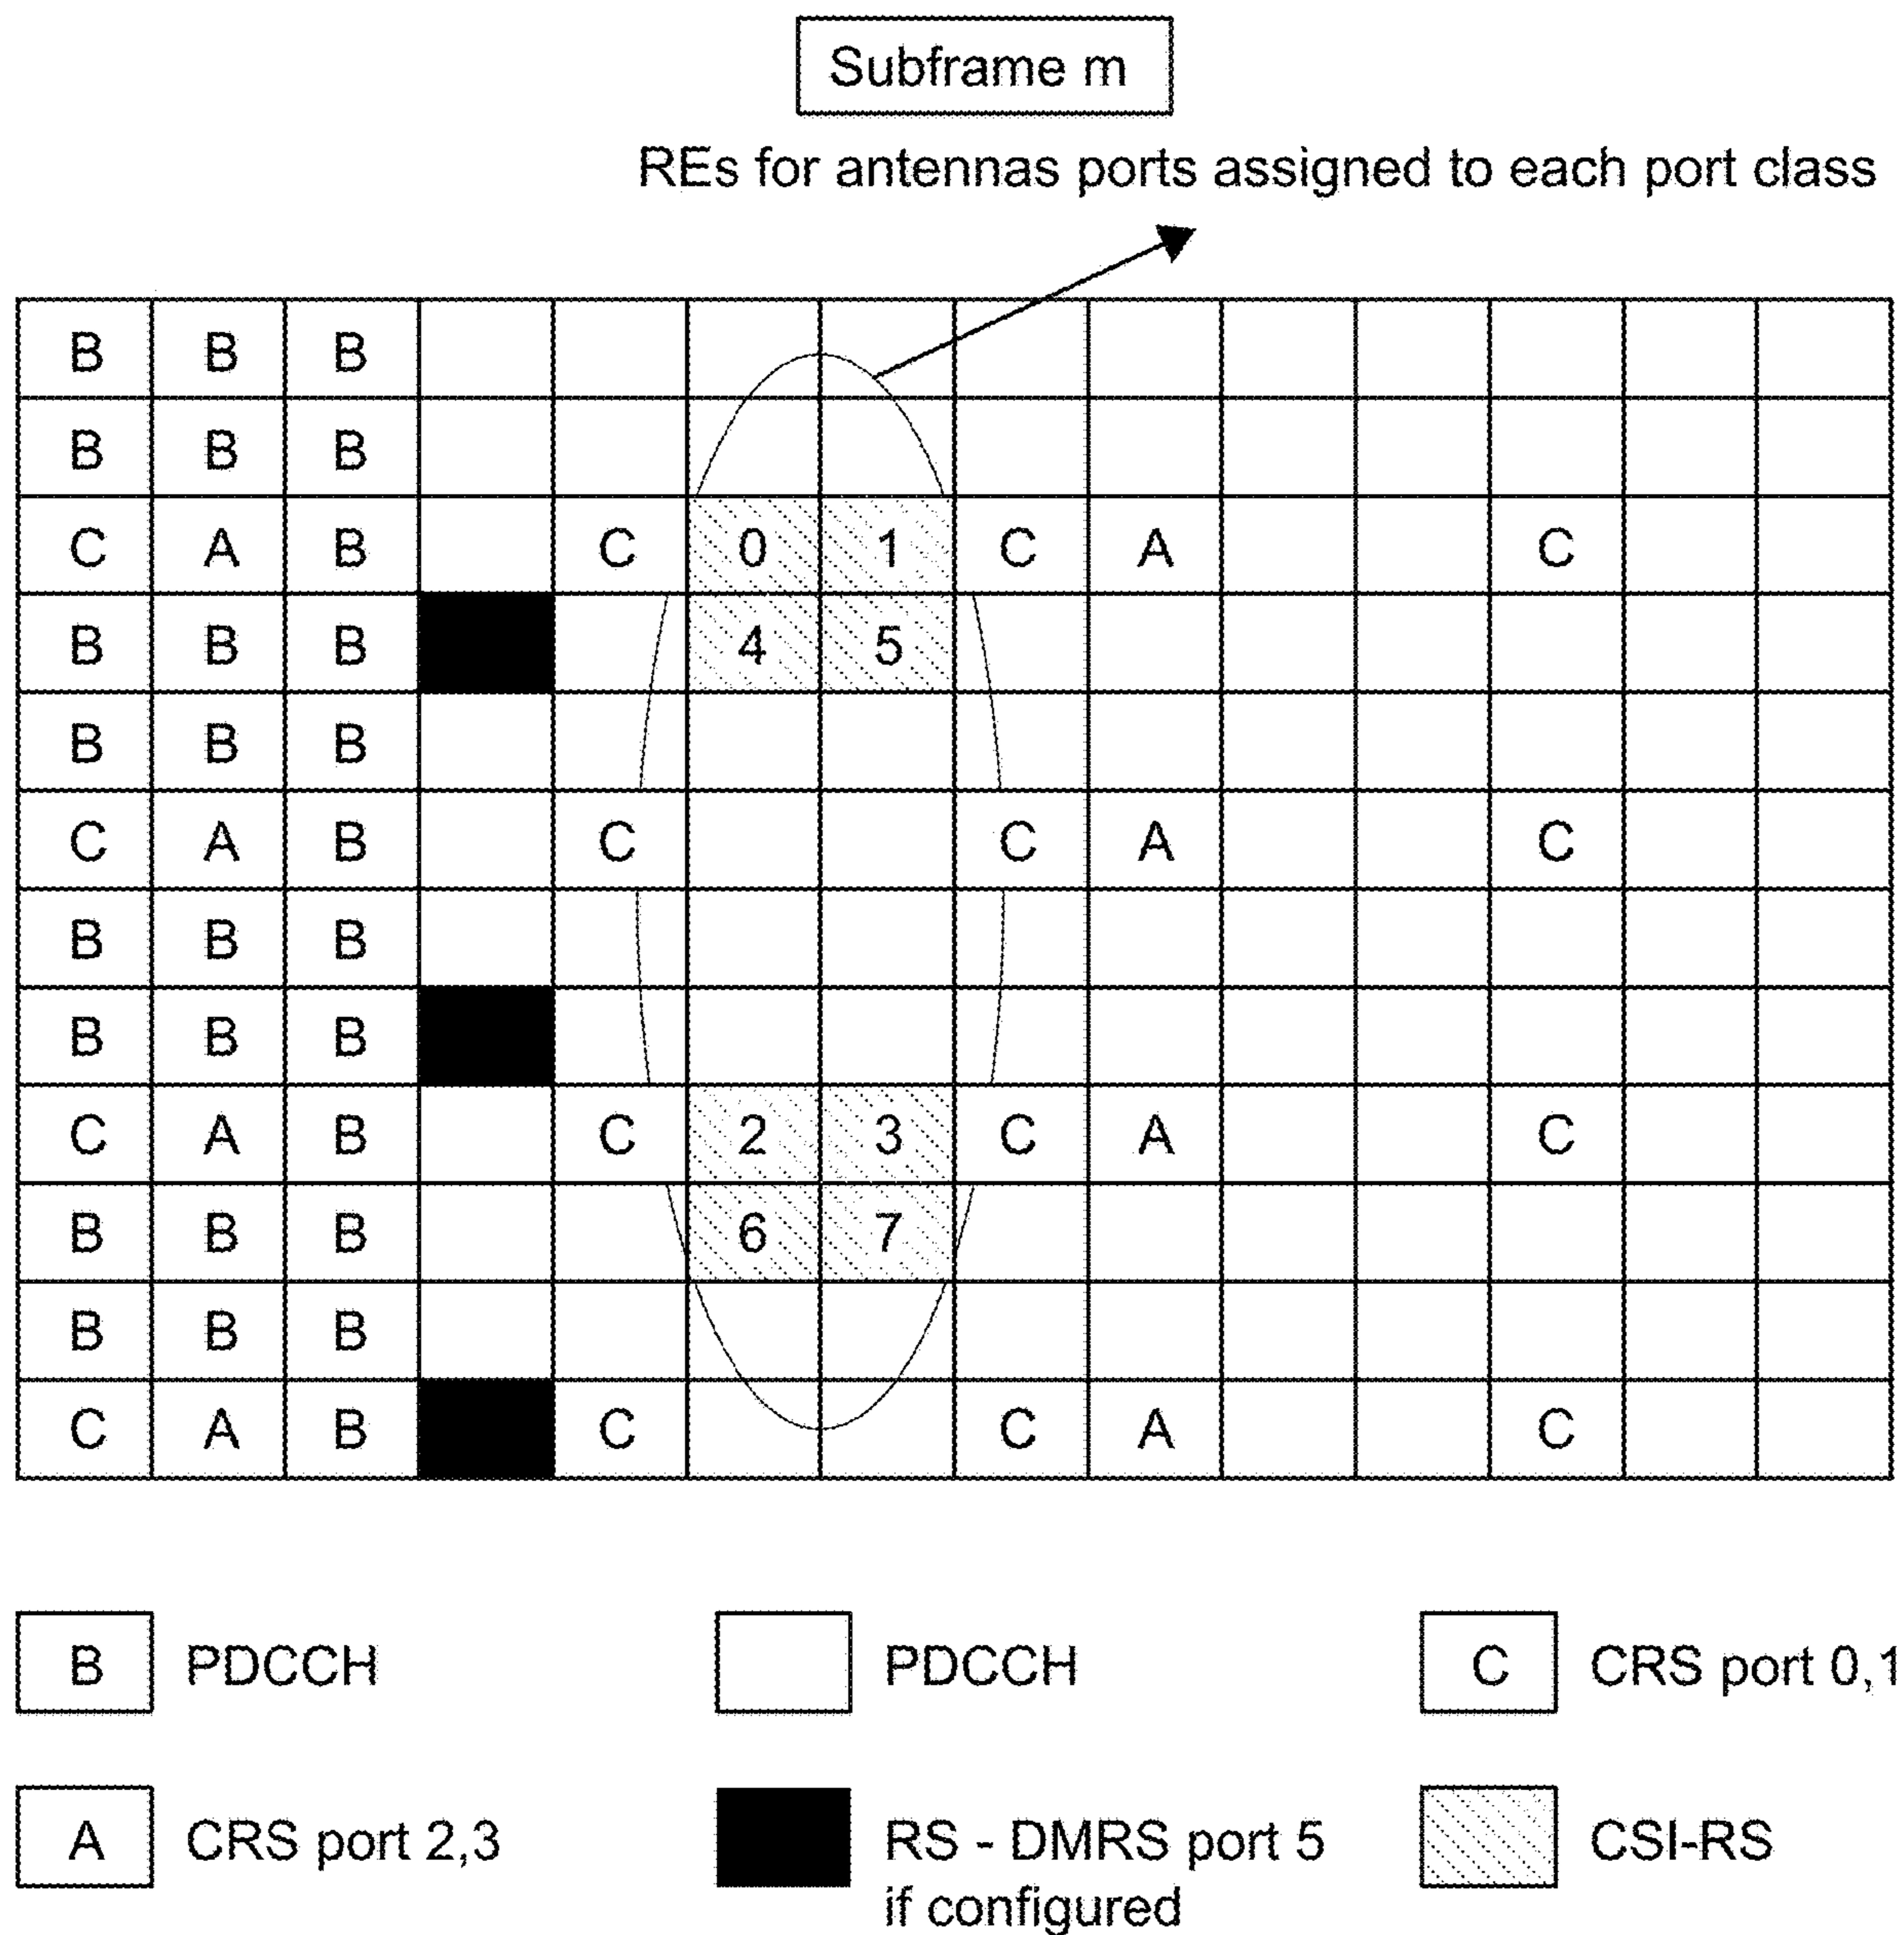 Subframe m
REs for antennas ports assigned to each port class
B B B
B B B
C A B C 0 1 C A C
B B B 4 5
B B B
C A B C C A C
B B B
B B B
C A B C 2 3 C A C
B B B 6 7
B B B
C A B C C A C
B PDCCH PDCCH C CRS port 0,1
A CRS port 2,3 RS - DMRS port 5 CSI-RS
if configured